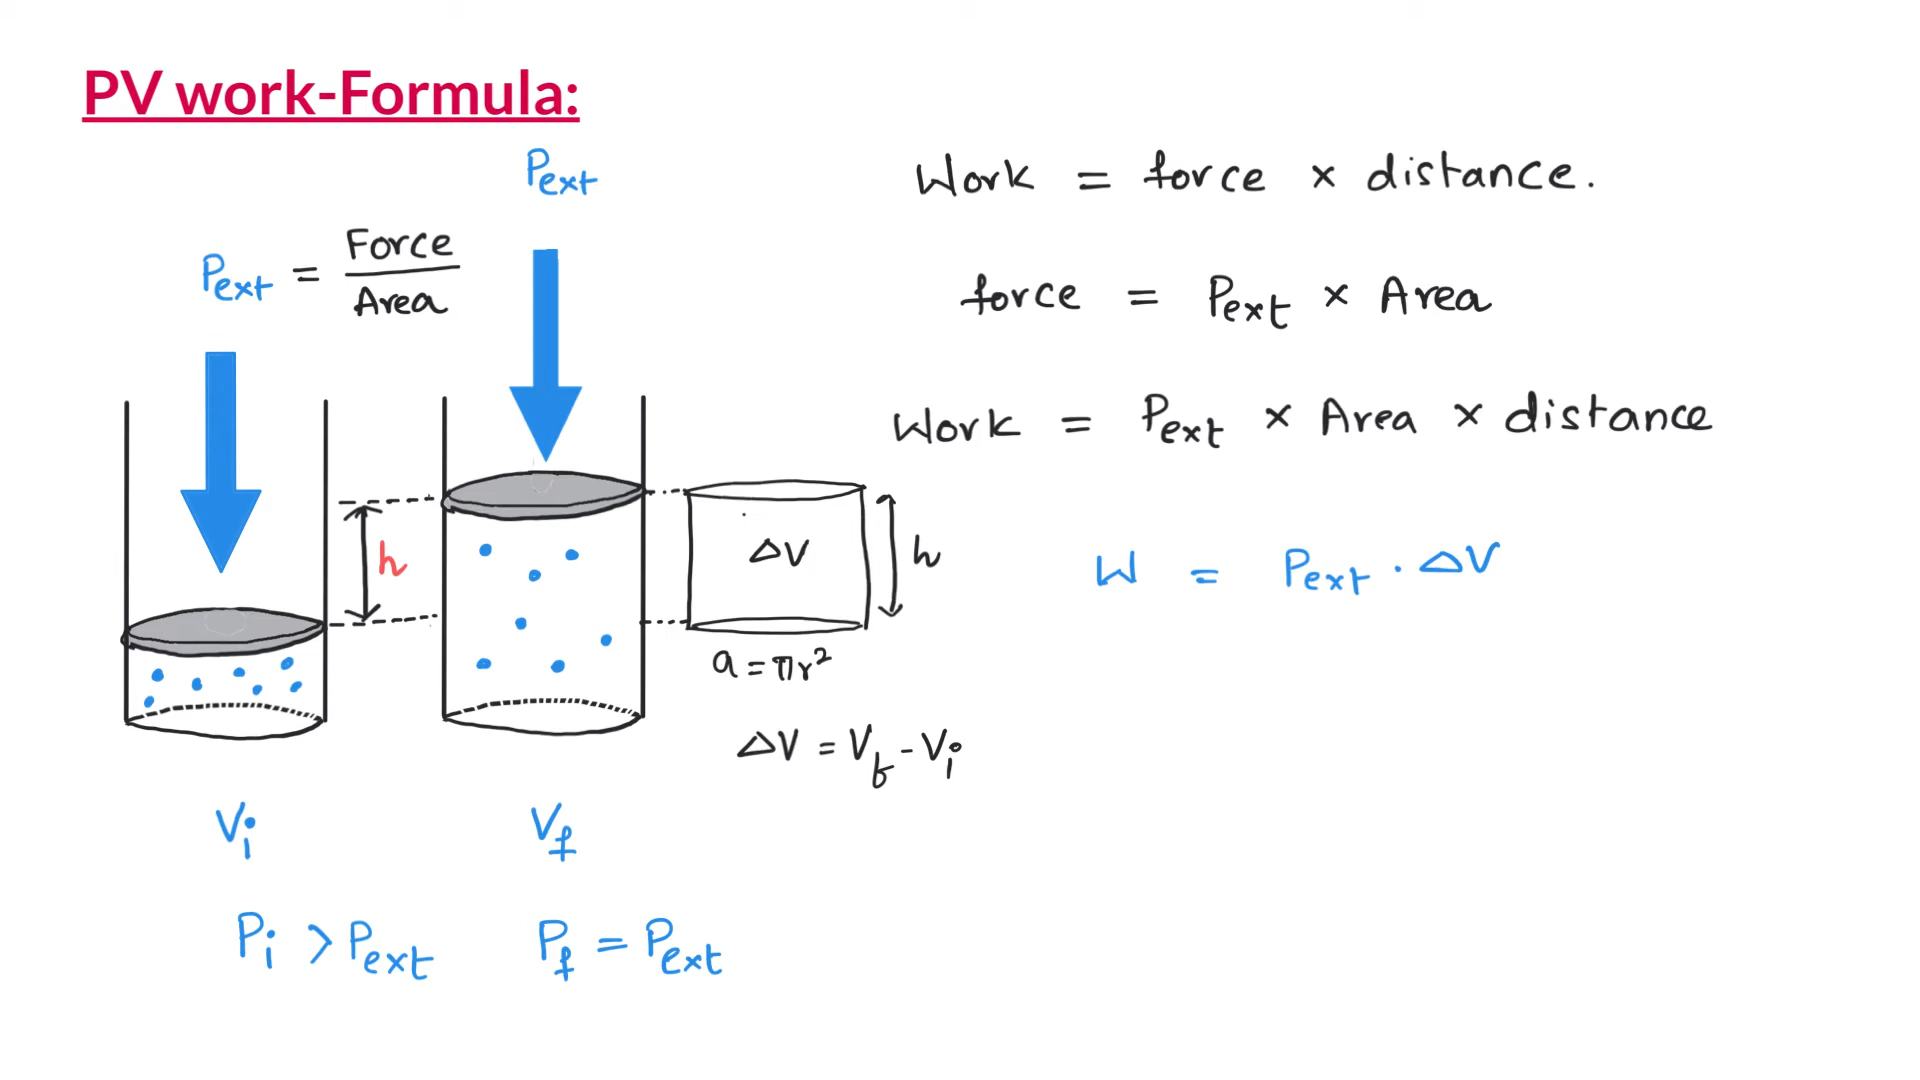 PV work-Formula:
Pext
Pext = Force / Area
h
ΔV
h
a = πr²
ΔV = Vf - Vi
Vi
Vf
Pi > Pext
Pf = Pext
Work = force × distance.
force = Pext × Area
Work = Pext × Area × distance
W = Pext · ΔV